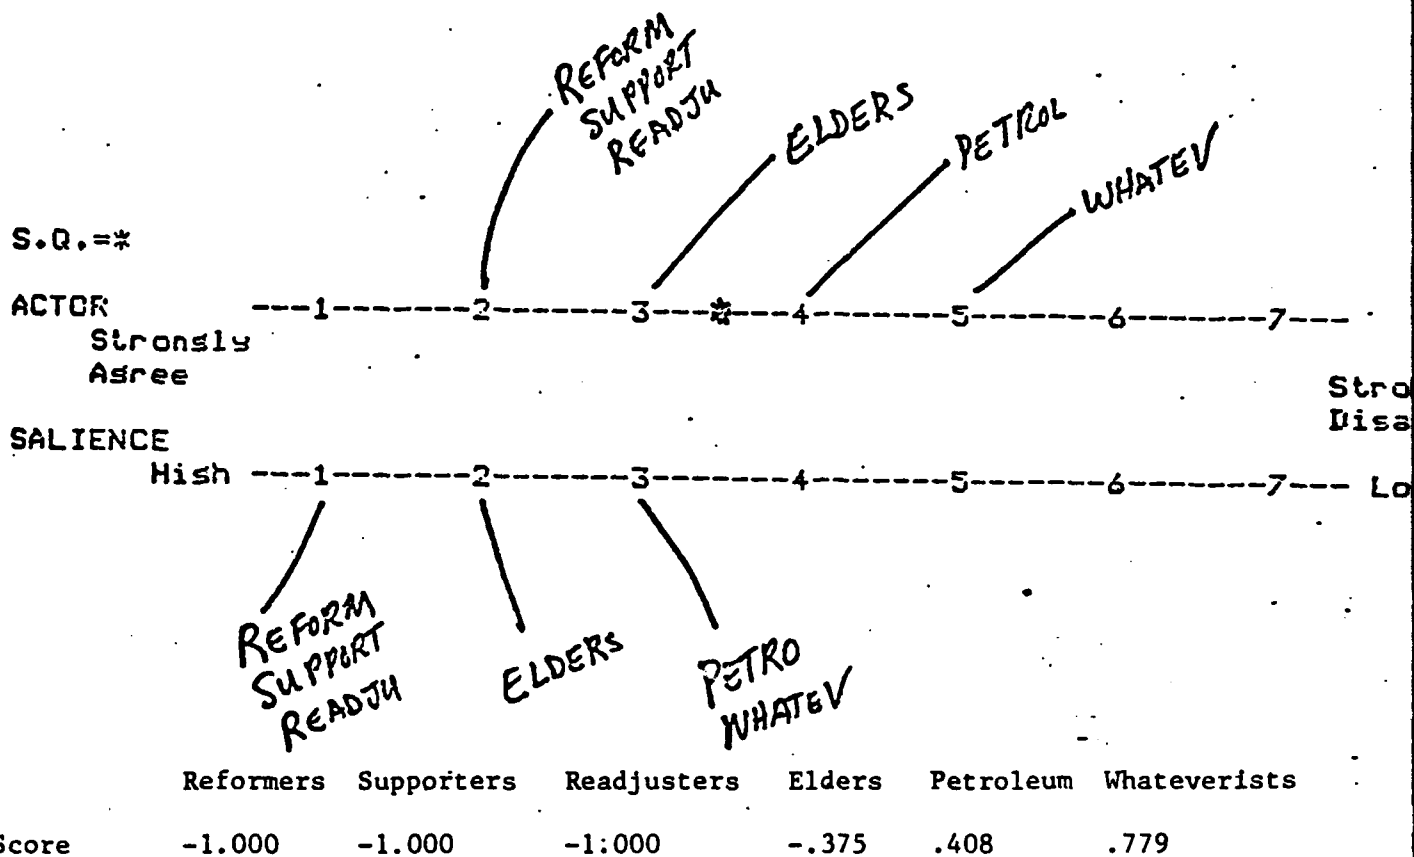 REFORM
SUPPORT
READJU
ELDERS
PETROL
WHATEV
S.Q.=*
ACTOR ---1---------2---------3----*----4---------5---------6---------7---
Strongly
Agree
Stro
Disa
SALIENCE
High ---1---------2---------3---------4---------5---------6---------7--- Lo
REFORM
SUPPORT
READJU
ELDERS
PETRO
WHATEV
Reformers Supporters Readjusters Elders Petroleum Whateverists
Score -1.000 -1.000 -1:000 -.375 .408 .779